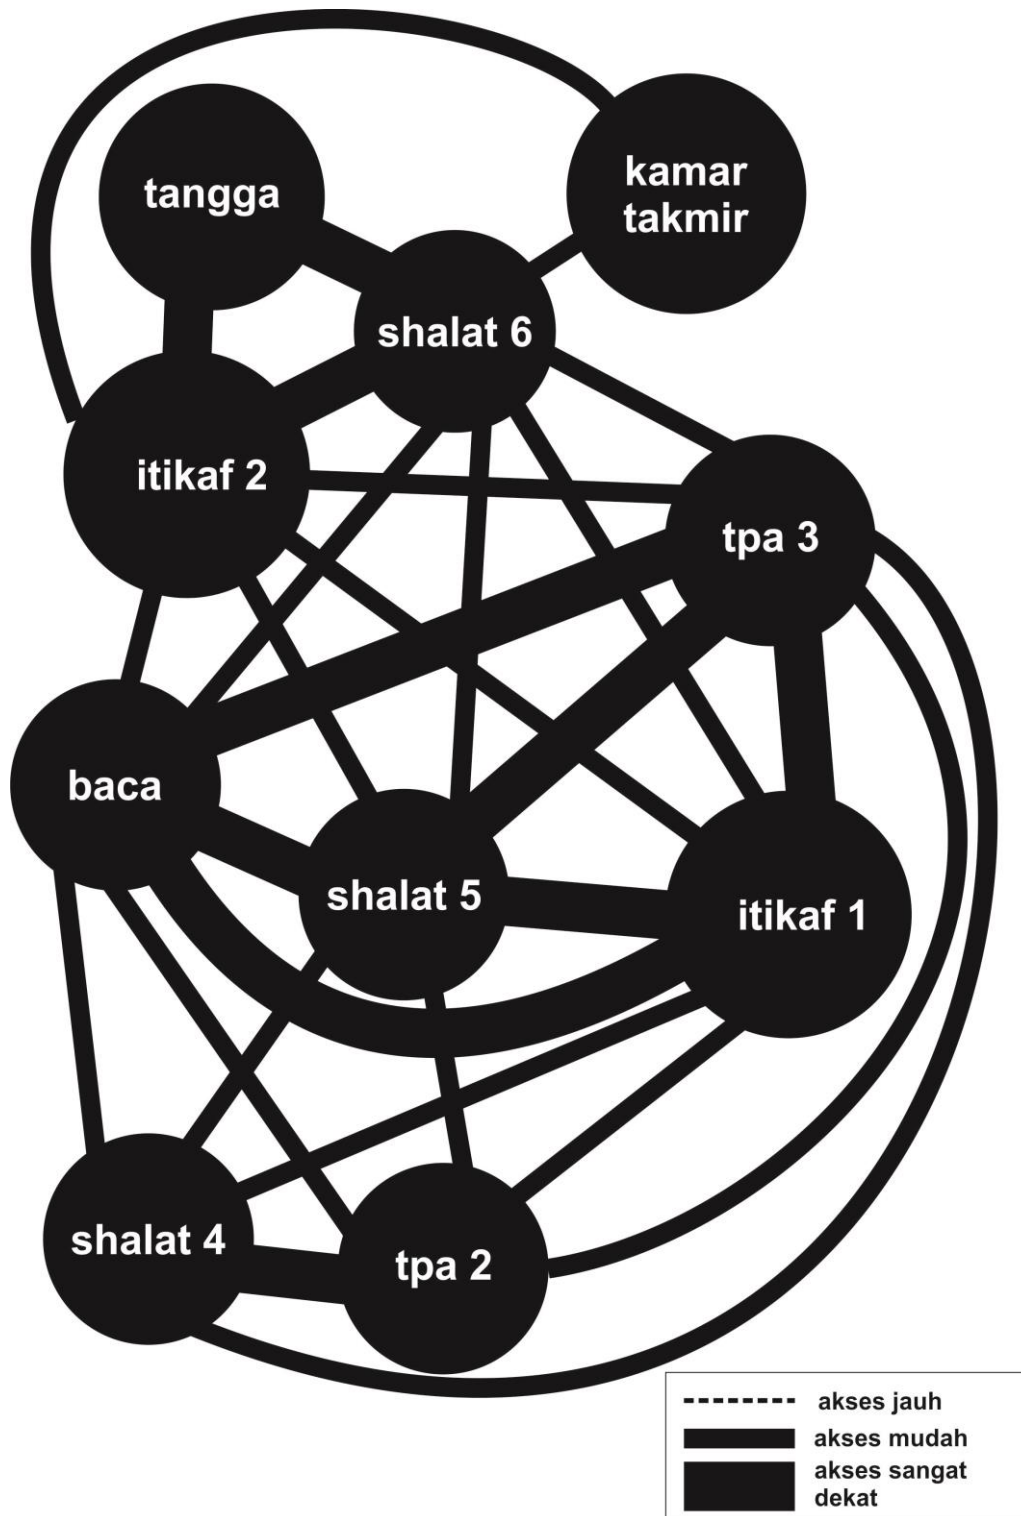 tangga
kamar
takmir
shalat 6
itikaf 2
tpa 3
baca
shalat 5
itikaf 1
shalat 4
tpa 2
akses jauh
akses mudah
akses sangat
dekat